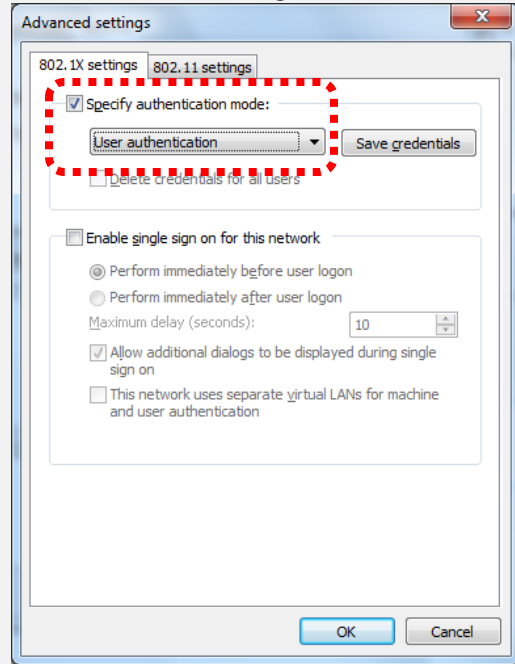 Advanced settings
802.1X settings
802.11 settings
Specify authentication mode:
User authentication
Save credentials
Delete credentials for all users
Enable single sign on for this network
Perform immediately before user logon
Perform immediately after user logon
Maximum delay (seconds):
10
Allow additional dialogs to be displayed during single
sign on
This network uses separate virtual LANs for machine
and user authentication
OK
Cancel